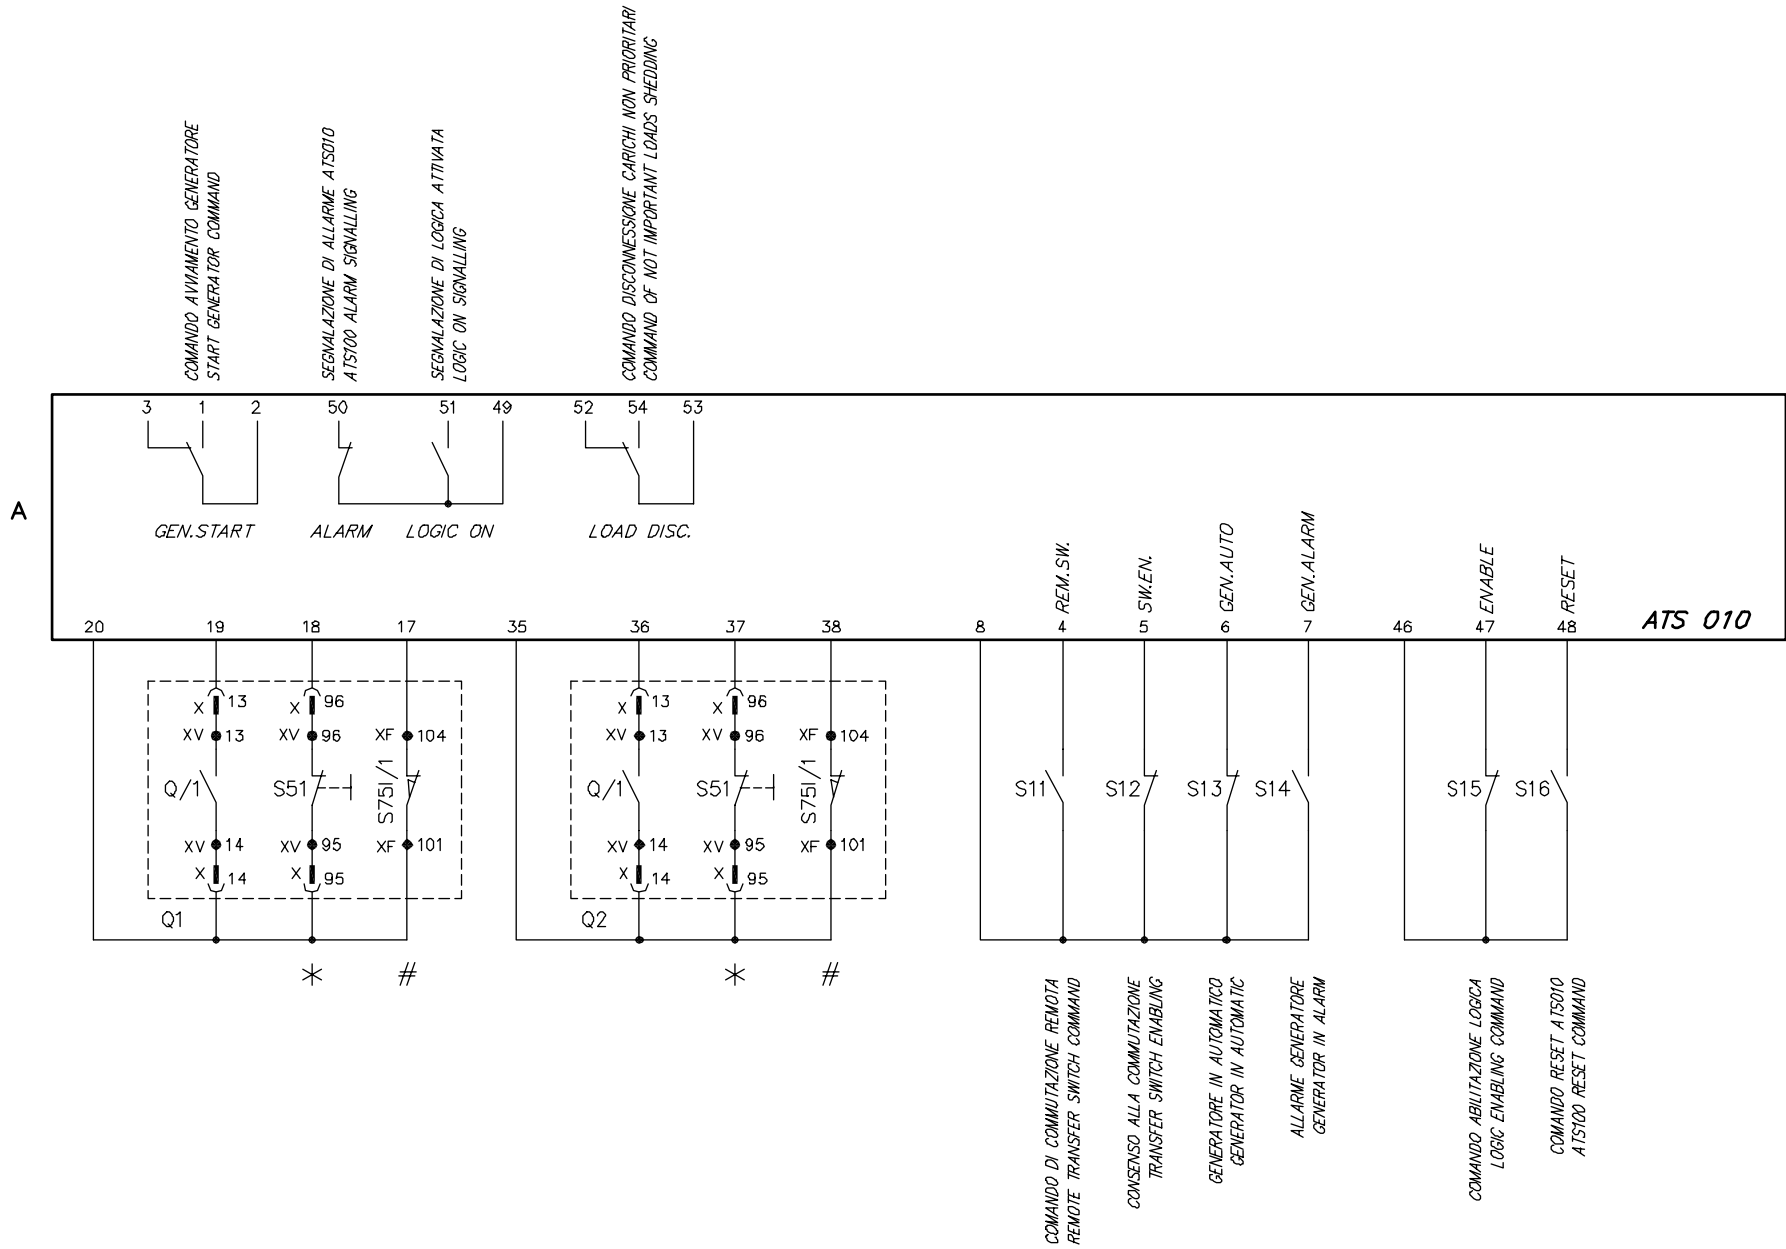 COMANDO AVVIAMENTO GENERATORE
START GENERATOR COMMAND
SEGNALAZIONE DI ALLARME ATS010
ATS100 ALARM SIGNALLING
SEGNALAZIONE DI LOGICA ATTIVATA
LOGIC ON SIGNALLING
COMANDO DISCONNESSIONE CARICHI NON PRIORITARI
COMMAND OF NOT IMPORTANT LOADS SHEDDING
3 1 2 50 51 49 52 54 53
A
GEN.START ALARM LOGIC ON LOAD DISC.
REM.SW.
SW.EN.
GEN.AUTO
GEN.ALARM
ENABLE
RESET
ATS 010
20 19 18 17 35 36 37 38 8 4 5 6 7 46 47 48
X 13 X 96 X 13 X 96
XV 13 XV 96 XF 104 XV 13 XV 96 XF 104
Q/1 S51 S75I/1 Q/1 S51 S75I/1 S11 S12 S13 S14 S15 S16
XV 14 XV 95 XF 101 XV 14 XV 95 XF 101
X 14 X 95 X 14 X 95
Q1 Q2
* # * #
COMANDO DI COMMUTAZIONE REMOTA
REMOTE TRANSFER SWITCH COMMAND
CONSENSO ALLA COMMUTAZIONE
TRANSFER SWITCH ENABLING
GENERATORE IN AUTOMATICO
GENERATOR IN AUTOMATIC
ALLARME GENERATORE
GENERATOR IN ALARM
COMANDO ABILITAZIONE LOGICA
LOGIC ENABLING COMMAND
COMANDO RESET ATS010
ATS100 RESET COMMAND